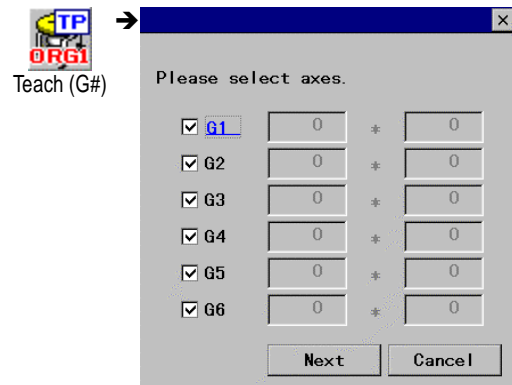 TP
ORG1
Teach (G#)
Please select axes.
G1 0 * 0
G2 0 * 0
G3 0 * 0
G4 0 * 0
G5 0 * 0
G6 0 * 0
Next Cancel